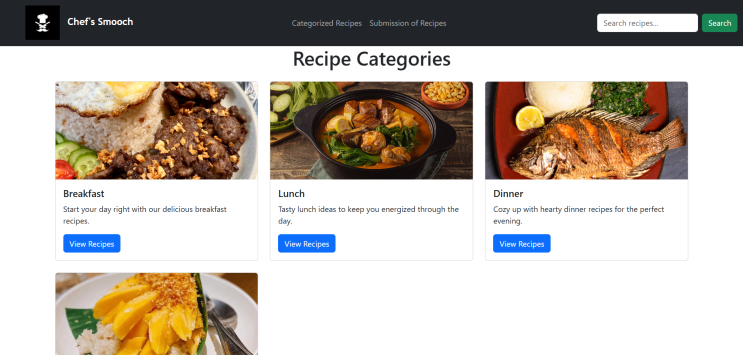 Chef's Smooch
Categorized Recipes
Submission of Recipes
Search recipes...
Search
Recipe Categories
Breakfast
Start your day right with our delicious breakfast
recipes.
View Recipes
Lunch
Tasty lunch ideas to keep you energized through the
day.
View Recipes
Dinner
Cozy up with hearty dinner recipes for the perfect
evening.
View Recipes